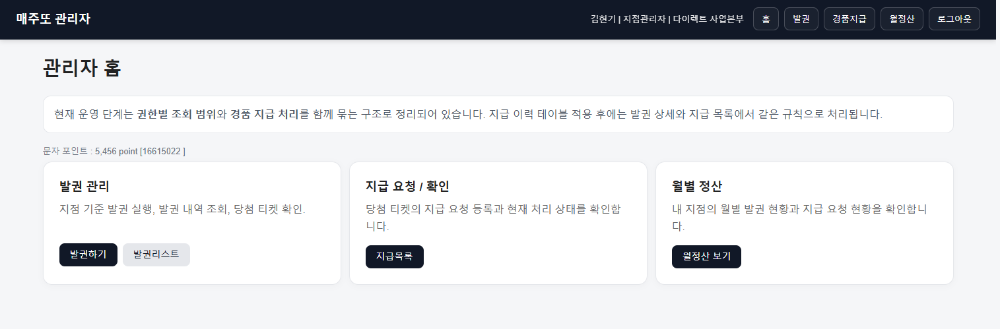 매주또 관리자
김현기 | 지점관리자 | 다이렉트 사업본부 홈 발권 경품지급 월정산 로그아웃
관리자 홈
현재 운영 단계는 권한별 조회 범위와 경품 지급 처리를 함께 묶는 구조로 정리되어 있습니다. 지급 이력 테이블 적용 후에는 발권 상세와 지급 목록에서 같은 규칙으로 처리됩니다.
문자 포인트 : 5,456 point [16615022 ]
발권 관리
지점 기준 발권 실행, 발권 내역 조회, 당첨 티켓 확인.
발권하기 발권리스트
지급 요청 / 확인
당첨 티켓의 지급 요청 등록과 현재 처리 상태를 확인합
니다.
지급목록
월별 정산
내 지점의 월별 발권 현황과 지급 요청 현황을 확인합니
다.
월정산 보기